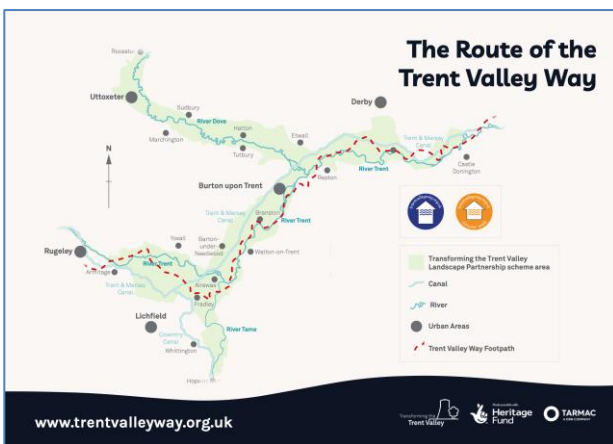 The Route of the
Trent Valley Way
Uttoxeter
Sudbury
River Dove
Marchington
Hatton
Tutbury
Etwall
Derby
Trent & Mersey
Canal
Castle
Donington
River Trent
Repton
N
Burton upon Trent
Trent & Mersey
Canal
Branston
River Trent
Rugeley
Yoxall
Barton-
under-
Needwood
Walton-on-Trent
River Trent
Armitage
Trent & Mersey
Canal
Alrewas
Fradley
Lichfield
Coventry
Canal
River Tame
Whittington
Transforming the Trent Valley
Landscape Partnership scheme area
Canal
River
Urban Areas
Trent Valley Way Footpath
www.trentvalleyway.org.uk
Transforming the
Trent Valley
Heritage
Fund
TARMAC
A CRH COMPANY